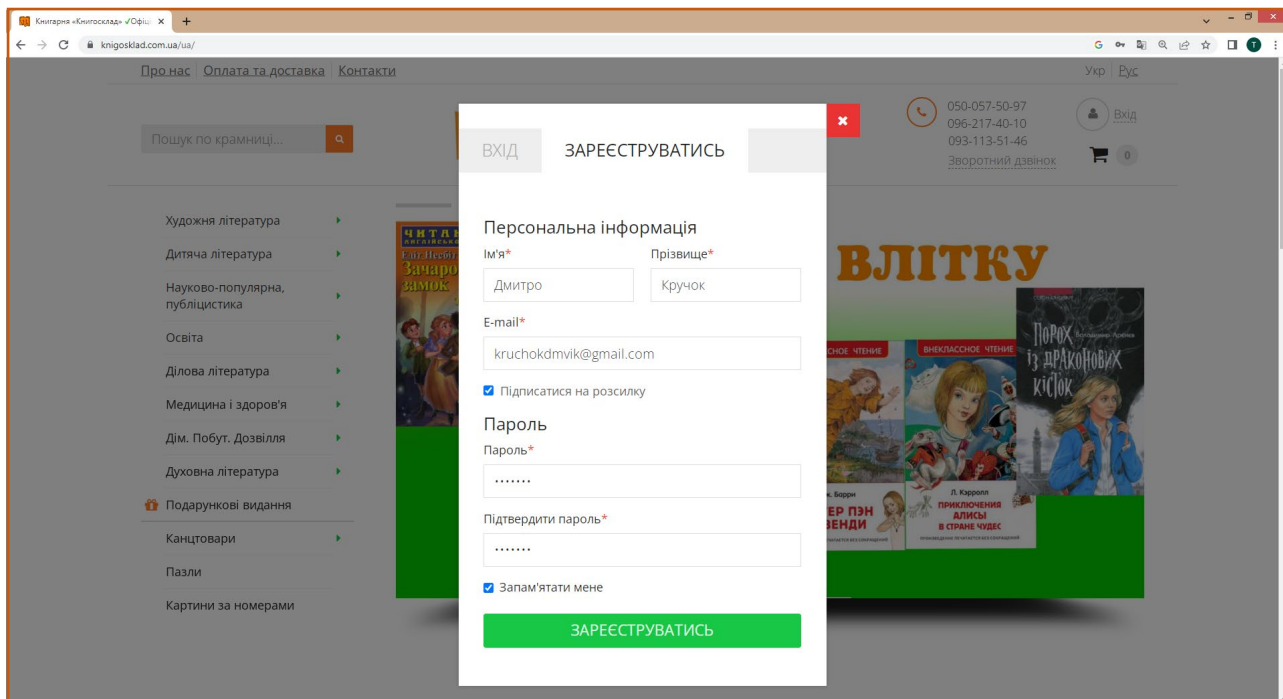 Книгарня «Книгосклад» ✓Офіц
knigosklad.com.ua/ua/
Про нас Оплата та доставка Контакти
Укр Рус
Пошук по крамниці...
050-057-50-97
096-217-40-10
093-113-51-46
Зворотний дзвінок
Вхід
0
ВХІД ЗАРЕЄСТРУВАТИСЬ
Художня література
Дитяча література
Науково-популярна,
публіцистика
Освіта
Ділова література
Медицина і здоров'я
Дім. Побут. Дозвілля
Духовна література
Подарункові видання
Канцтовари
Пазли
Картини за номерами
Персональна інформація
Ім'я* Прізвище*
Дмитро Кручок
E-mail*
kruchokdmvik@gmail.com
Підписатися на розсилку
Пароль
Пароль*
•••••••
Підтвердити пароль*
•••••••
Запам'ятати мене
ЗАРЕЄСТРУВАТИСЬ
ЧИТА
Зачаро
замок
ВЛІТКУ
ВНЕКЛАССНОЕ ЧТЕНИЕ
Порох
із драконових
кісток
Л. Кэрролл
ПРИКЛЮЧЕНИЯ
АЛИСЫ
В СТРАНЕ ЧУДЕС
T